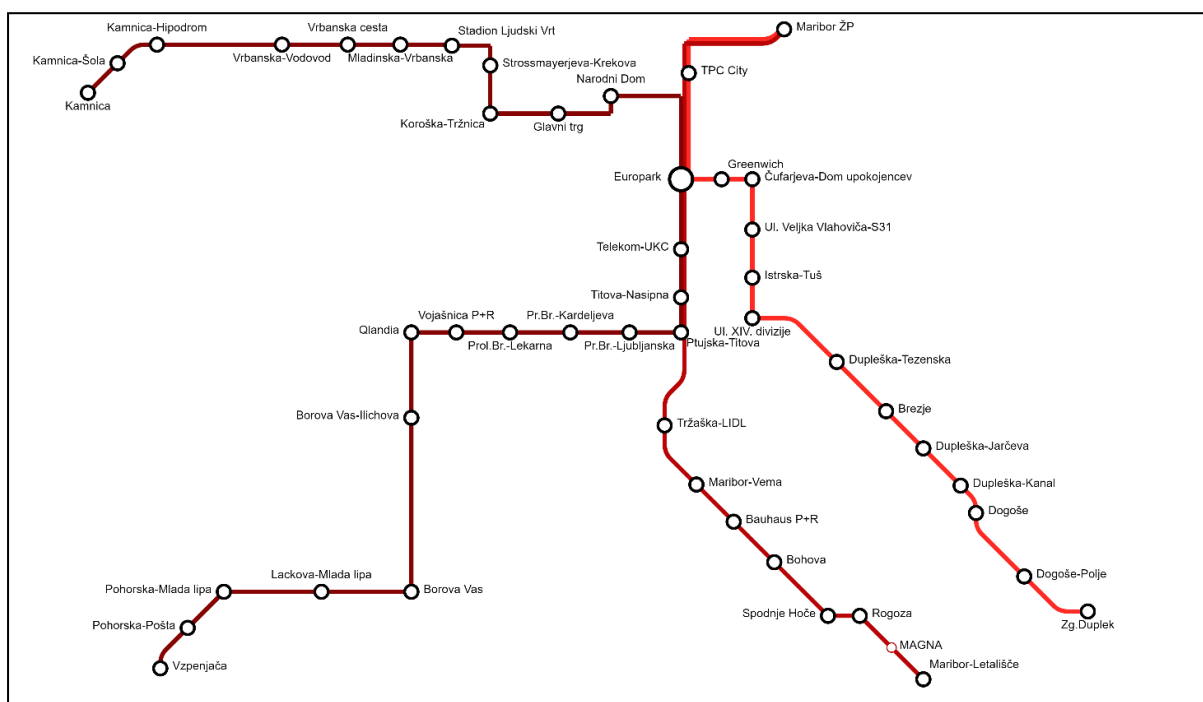 Maribor ŽP
Kamnica-Hipodrom
Vrbanska cesta
Stadion Ljudski Vrt
Kamnica-Šola
Vrbanska-Vodovod
Mladinska-Vrbanska
Strossmayerjeva-Krekova
TPC City
Kamnica
Narodni Dom
Koroška-Tržnica
Glavni trg
Greenwich
Europark
Čufarjeva-Dom upokojencev
Ul. Veljka Vlahoviča-S31
Telekom-UKC
Istrska-Tuš
Titova-Nasipna
Vojašnica P+R
Pr.Br.-Kardeljeva
Qlandia
Ul. XIV. divizije
Prol.Br.-Lekarna
Pr.Br.-Ljubljanska
Ptujska-Titova
Dupleška-Tezenska
Borova Vas-Ilichova
Brezje
Tržaška-LIDL
Dupleška-Jarčeva
Maribor-Vema
Dupleška-Kanal
Dogoše
Bauhaus P+R
Bohova
Lackova-Mlada lipa
Dogoše-Polje
Pohorska-Mlada lipa
Borova Vas
Spodnje Hoče
Rogoza
Zg.Duplek
Pohorska-Pošta
MAGNA
Vzpenjača
Maribor-Letališče